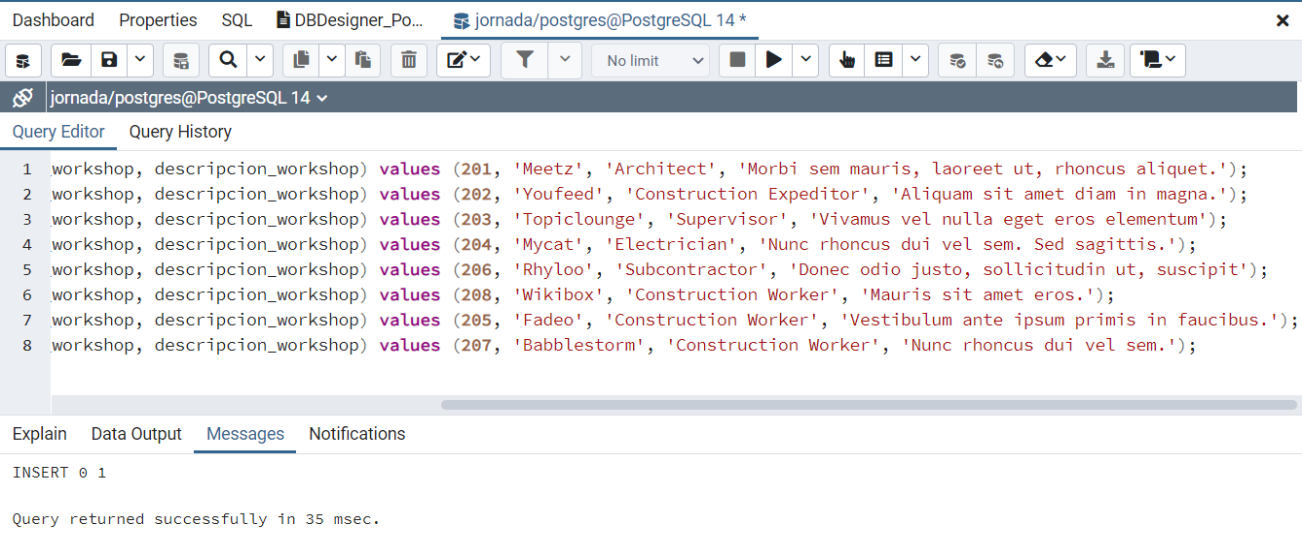 Dashboard Properties SQL DBDesigner_Po... jornada/postgres@PostgreSQL 14 *
No limit
jornada/postgres@PostgreSQL 14
Query Editor Query History
1 workshop, descripcion_workshop) values (201, 'Meetz', 'Architect', 'Morbi sem mauris, laoreet ut, rhoncus aliquet.');
2 workshop, descripcion_workshop) values (202, 'Youfeed', 'Construction Expeditor', 'Aliquam sit amet diam in magna.');
3 workshop, descripcion_workshop) values (203, 'Topiclounge', 'Supervisor', 'Vivamus vel nulla eget eros elementum');
4 workshop, descripcion_workshop) values (204, 'Mycat', 'Electrician', 'Nunc rhoncus dui vel sem. Sed sagittis.');
5 workshop, descripcion_workshop) values (206, 'Rhyloo', 'Subcontractor', 'Donec odio justo, sollicitudin ut, suscipit');
6 workshop, descripcion_workshop) values (208, 'Wikibox', 'Construction Worker', 'Mauris sit amet eros.');
7 workshop, descripcion_workshop) values (205, 'Fadeo', 'Construction Worker', 'Vestibulum ante ipsum primis in faucibus.');
8 workshop, descripcion_workshop) values (207, 'Babblestorm', 'Construction Worker', 'Nunc rhoncus dui vel sem.');
Explain Data Output Messages Notifications
INSERT 0 1
Query returned successfully in 35 msec.